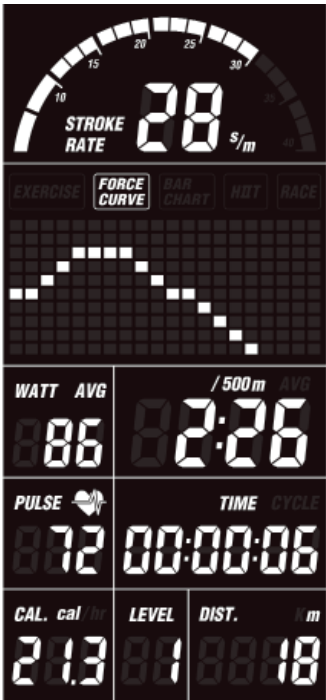 20 25
15 30
10 35
40
STROKE
RATE 28 s/m
EXERCISE FORCE CURVE BAR CHART HIIT RACE
WATT AVG /500m AVG
86 2:26
PULSE TIME CYCLE
72 00:00:06
CAL. cal/hr LEVEL DIST. Km
21.3 1 18